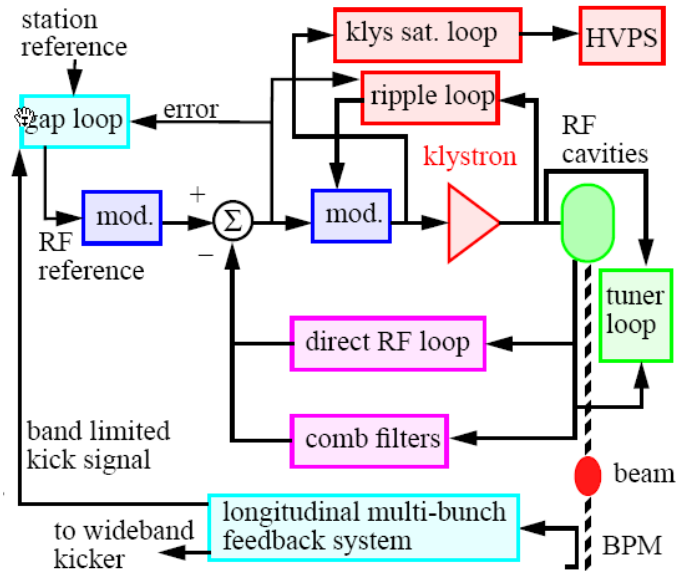 station
reference
klys sat. loop
HVPS
gap loop
error
ripple loop
RF
cavities
klystron
mod.
+
Σ
−
mod.
RF
reference
tuner
loop
direct RF loop
comb filters
band limited
kick signal
beam
longitudinal multi-bunch
feedback system
to wideband
kicker
BPM